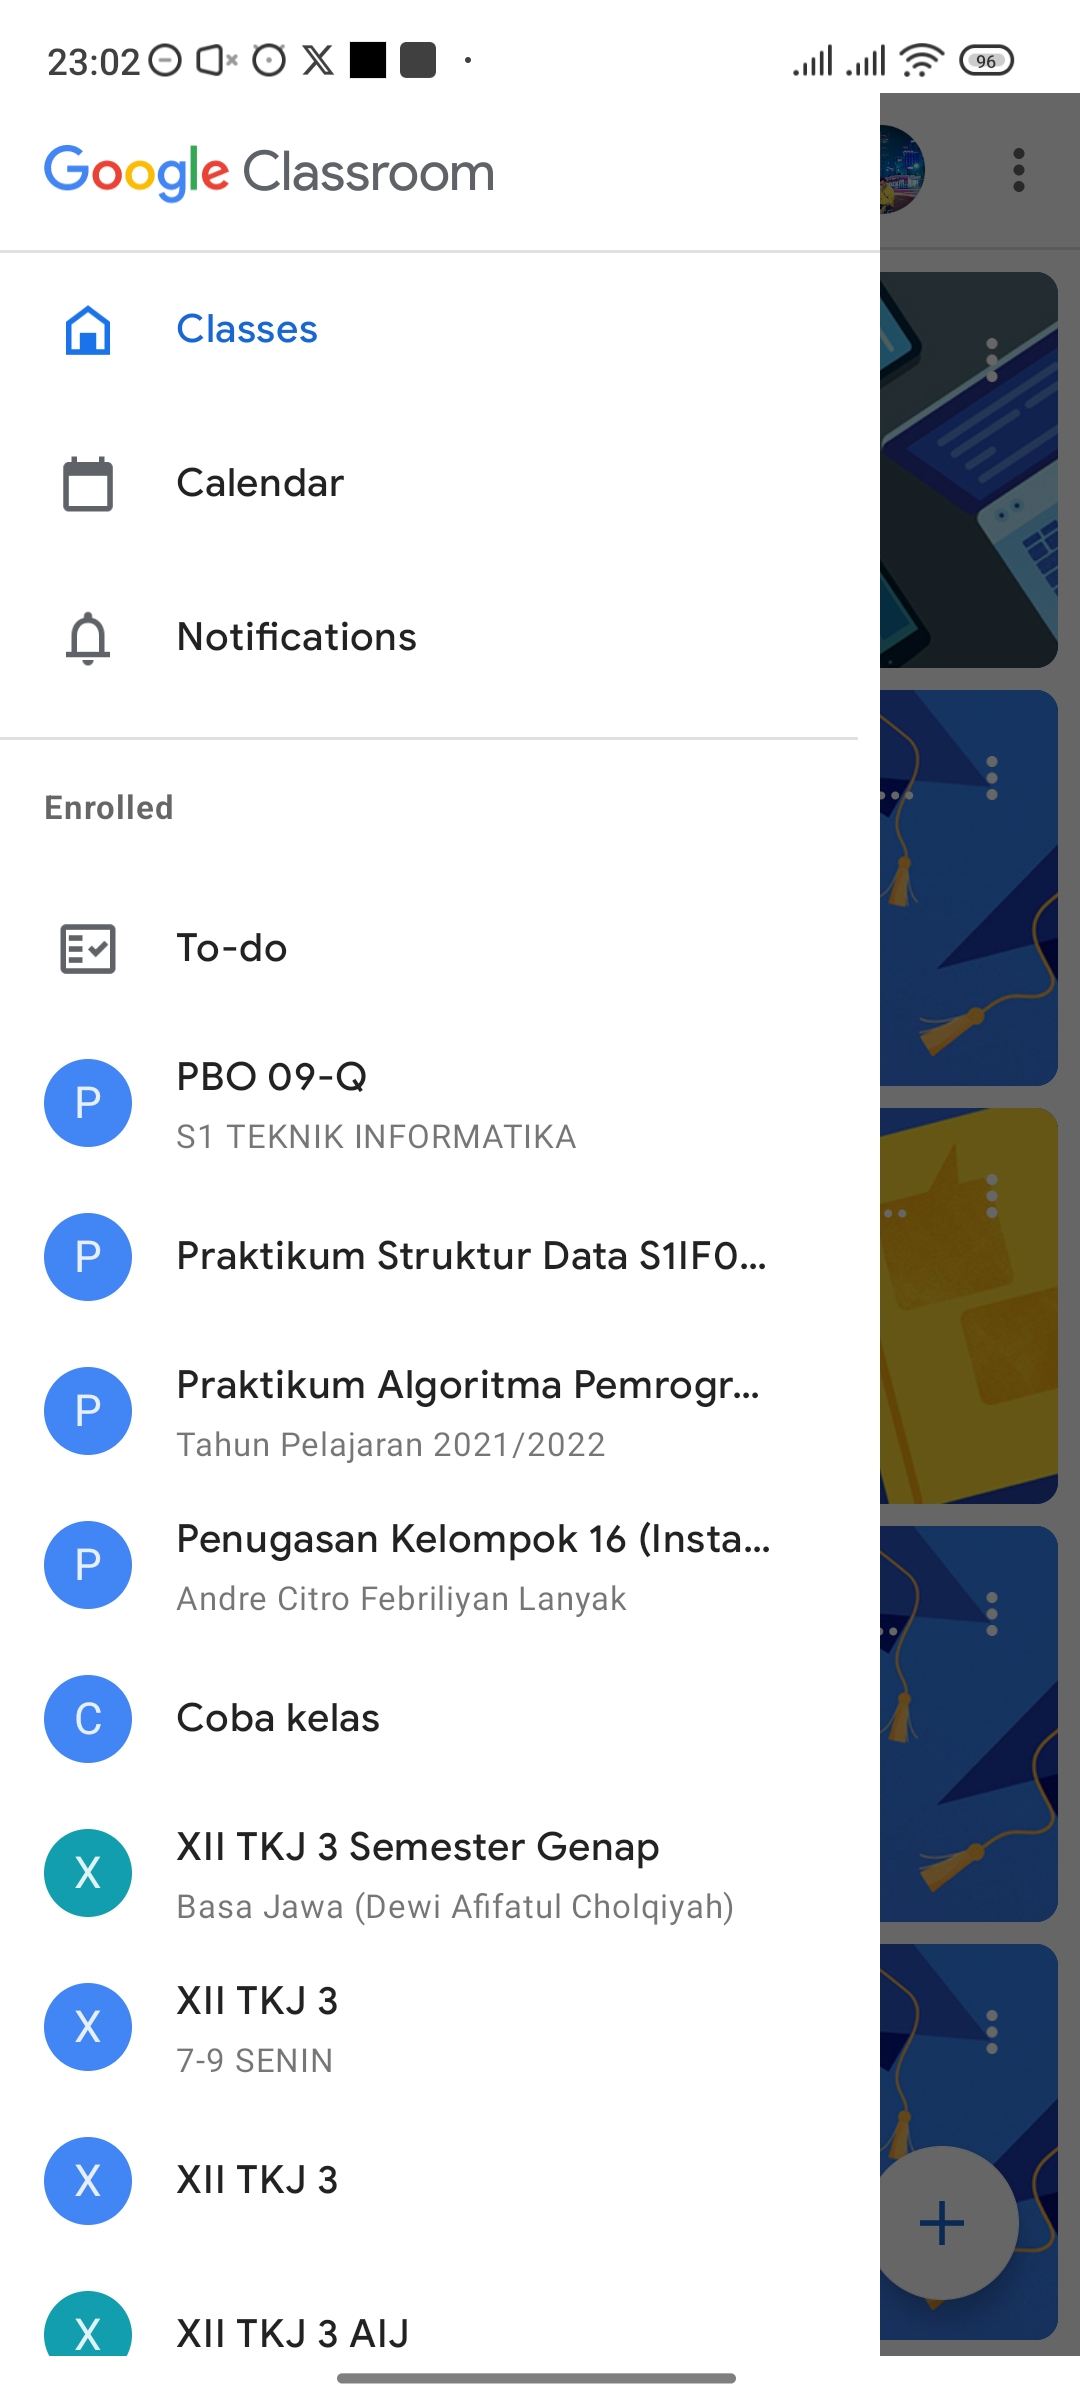 23:02
96
Google Classroom
Classes
Calendar
Notifications
Enrolled
To-do
P
PBO 09-Q
S1 TEKNIK INFORMATIKA
P
Praktikum Struktur Data S1IF0...
P
Praktikum Algoritma Pemrogr...
Tahun Pelajaran 2021/2022
P
Penugasan Kelompok 16 (Insta...
Andre Citro Febriliyan Lanyak
C
Coba kelas
X
XII TKJ 3 Semester Genap
Basa Jawa (Dewi Afifatul Cholqiyah)
X
XII TKJ 3
7-9 SENIN
X
XII TKJ 3
X
XII TKJ 3 AIJ